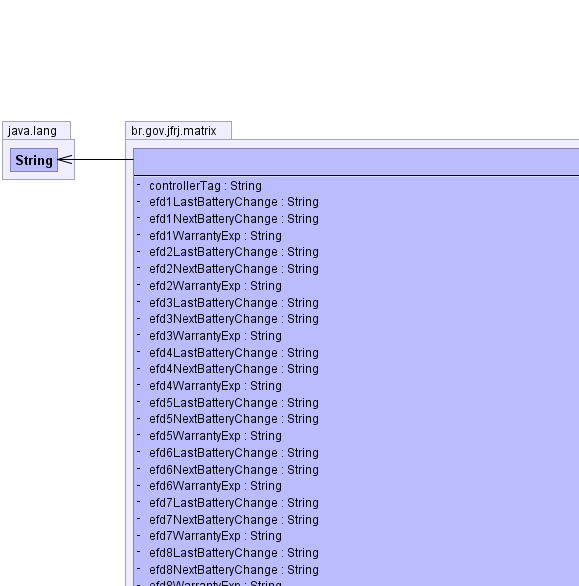 java.lang
br.gov.jfrj.matrix
String
- controllerTag : String
- efd1LastBatteryChange : String
- efd1NextBatteryChange : String
- efd1WarrantyExp : String
- efd2LastBatteryChange : String
- efd2NextBatteryChange : String
- efd2WarrantyExp : String
- efd3LastBatteryChange : String
- efd3NextBatteryChange : String
- efd3WarrantyExp : String
- efd4LastBatteryChange : String
- efd4NextBatteryChange : String
- efd4WarrantyExp : String
- efd5LastBatteryChange : String
- efd5NextBatteryChange : String
- efd5WarrantyExp : String
- efd6LastBatteryChange : String
- efd6NextBatteryChange : String
- efd6WarrantyExp : String
- efd7LastBatteryChange : String
- efd7NextBatteryChange : String
- efd7WarrantyExp : String
- efd8LastBatteryChange : String
- efd8NextBatteryChange : String
- efd8WarrantyExp : String